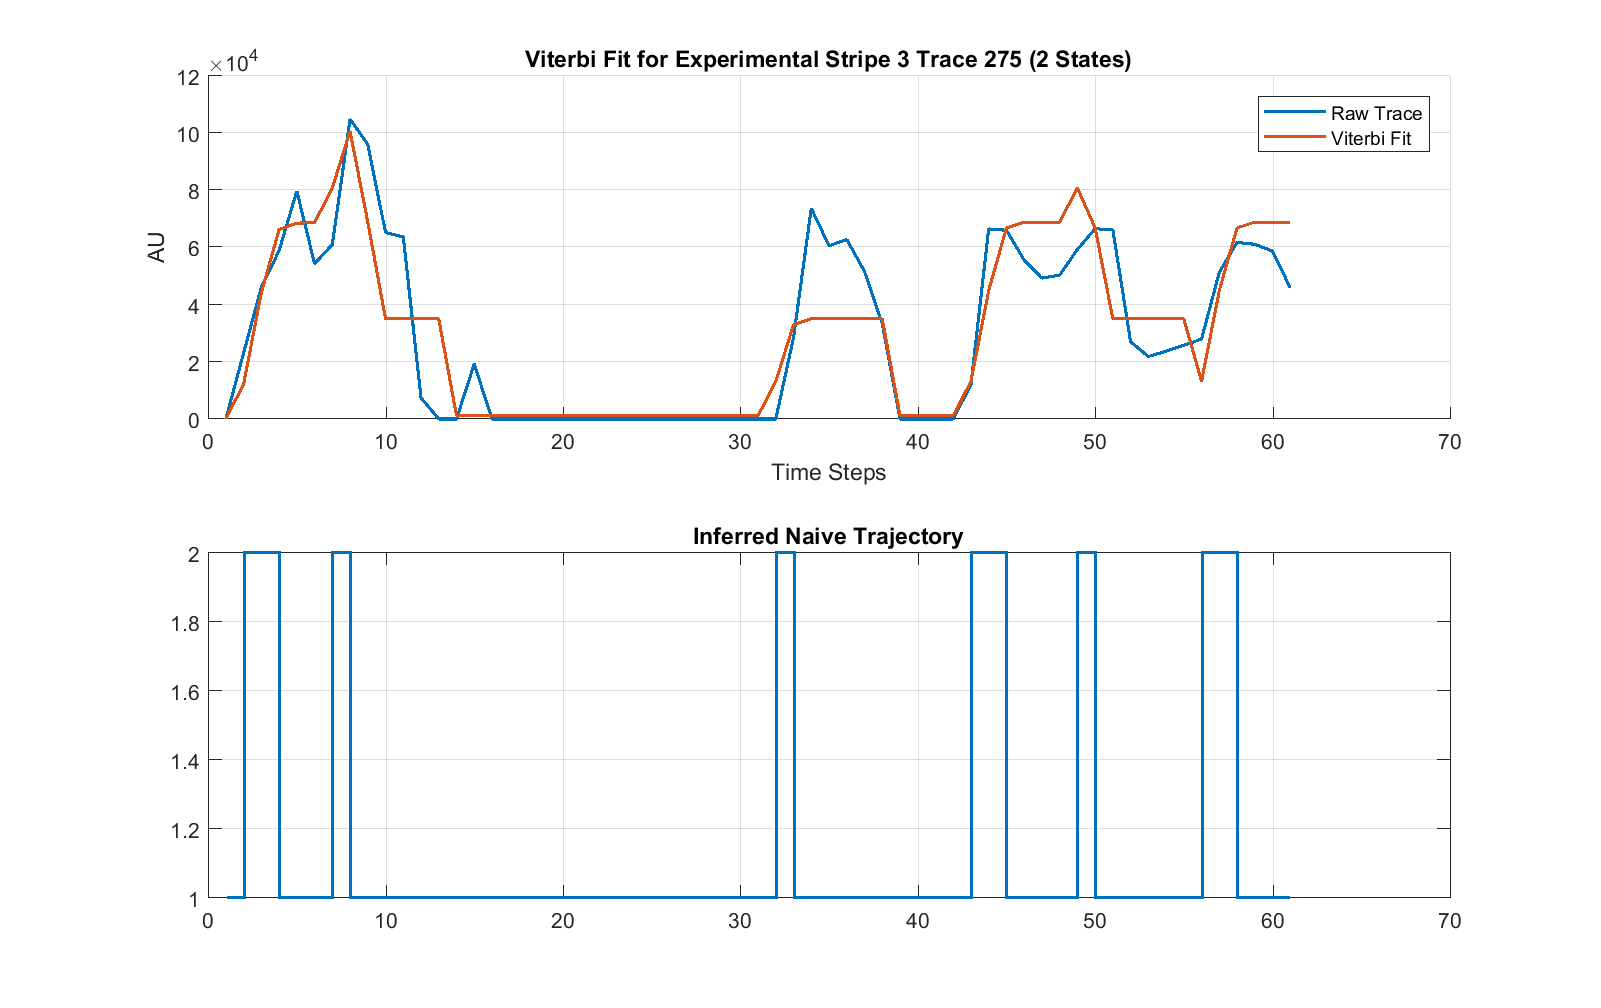 Viterbi Fit for Experimental Stripe 3 Trace 275 (2 States)
×10⁴
12
10
8
6
4
2
0
AU
Raw Trace
Viterbi Fit
0 10 20 30 40 50 60 70
Time Steps
Inferred Naive Trajectory
2
1.8
1.6
1.4
1.2
1
0 10 20 30 40 50 60 70